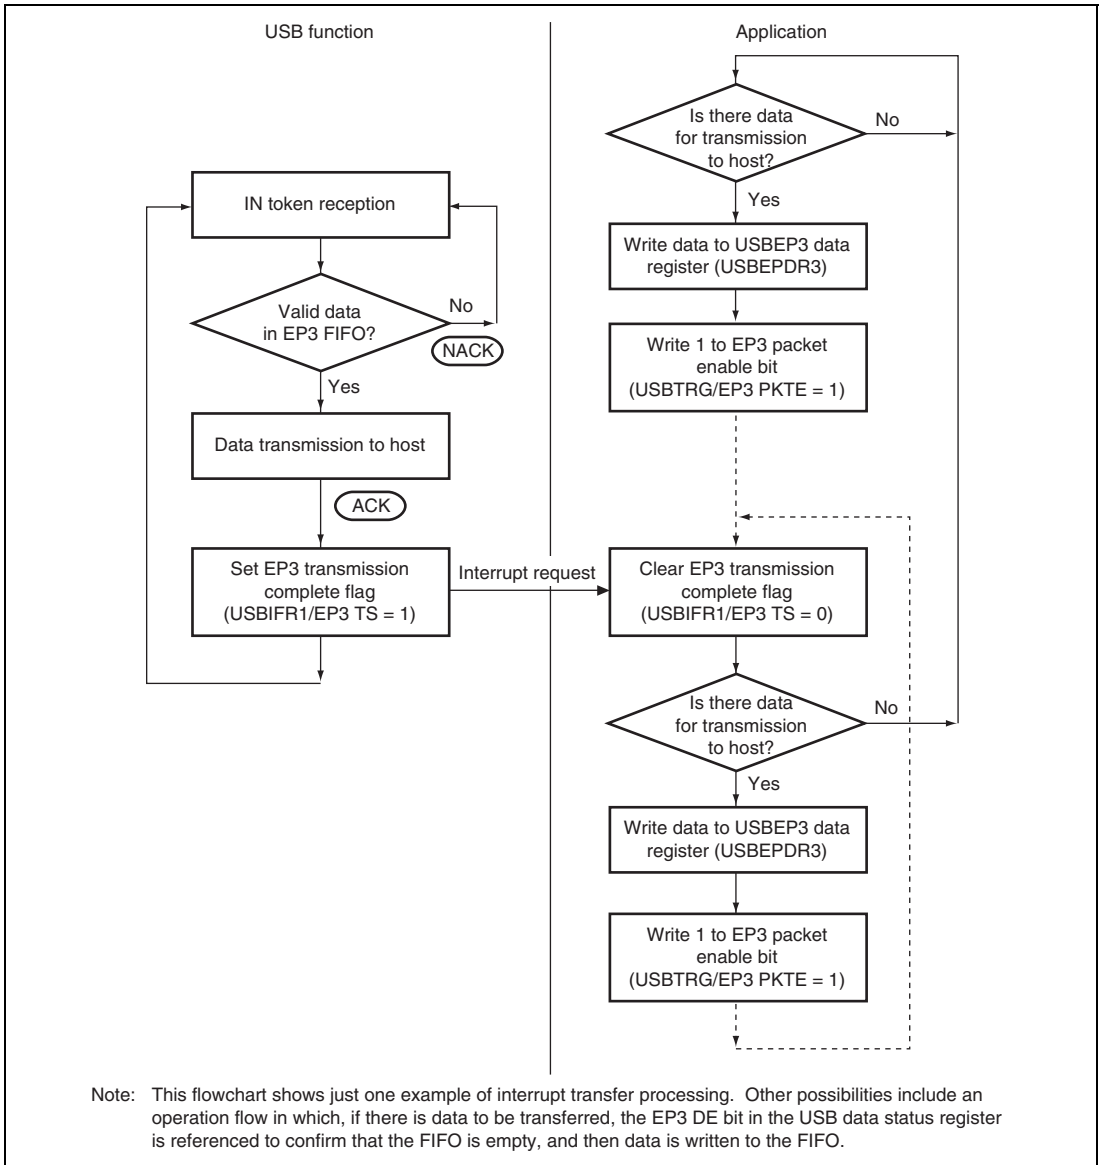 USB function
Application
Is there data
for transmission
to host?
No
Yes
IN token reception
Write data to USBEP3 data
register (USBEPDR3)
Valid data
in EP3 FIFO?
No
NACK
Yes
Write 1 to EP3 packet
enable bit
(USBTRG/EP3 PKTE = 1)
Data transmission to host
ACK
Set EP3 transmission
complete flag
(USBIFR1/EP3 TS = 1)
Interrupt request
Clear EP3 transmission
complete flag
(USBIFR1/EP3 TS = 0)
Is there data
for transmission
to host?
No
Yes
Write data to USBEP3 data
register (USBEPDR3)
Write 1 to EP3 packet
enable bit
(USBTRG/EP3 PKTE = 1)
Note: This flowchart shows just one example of interrupt transfer processing. Other possibilities include an
operation flow in which, if there is data to be transferred, the EP3 DE bit in the USB data status register
is referenced to confirm that the FIFO is empty, and then data is written to the FIFO.